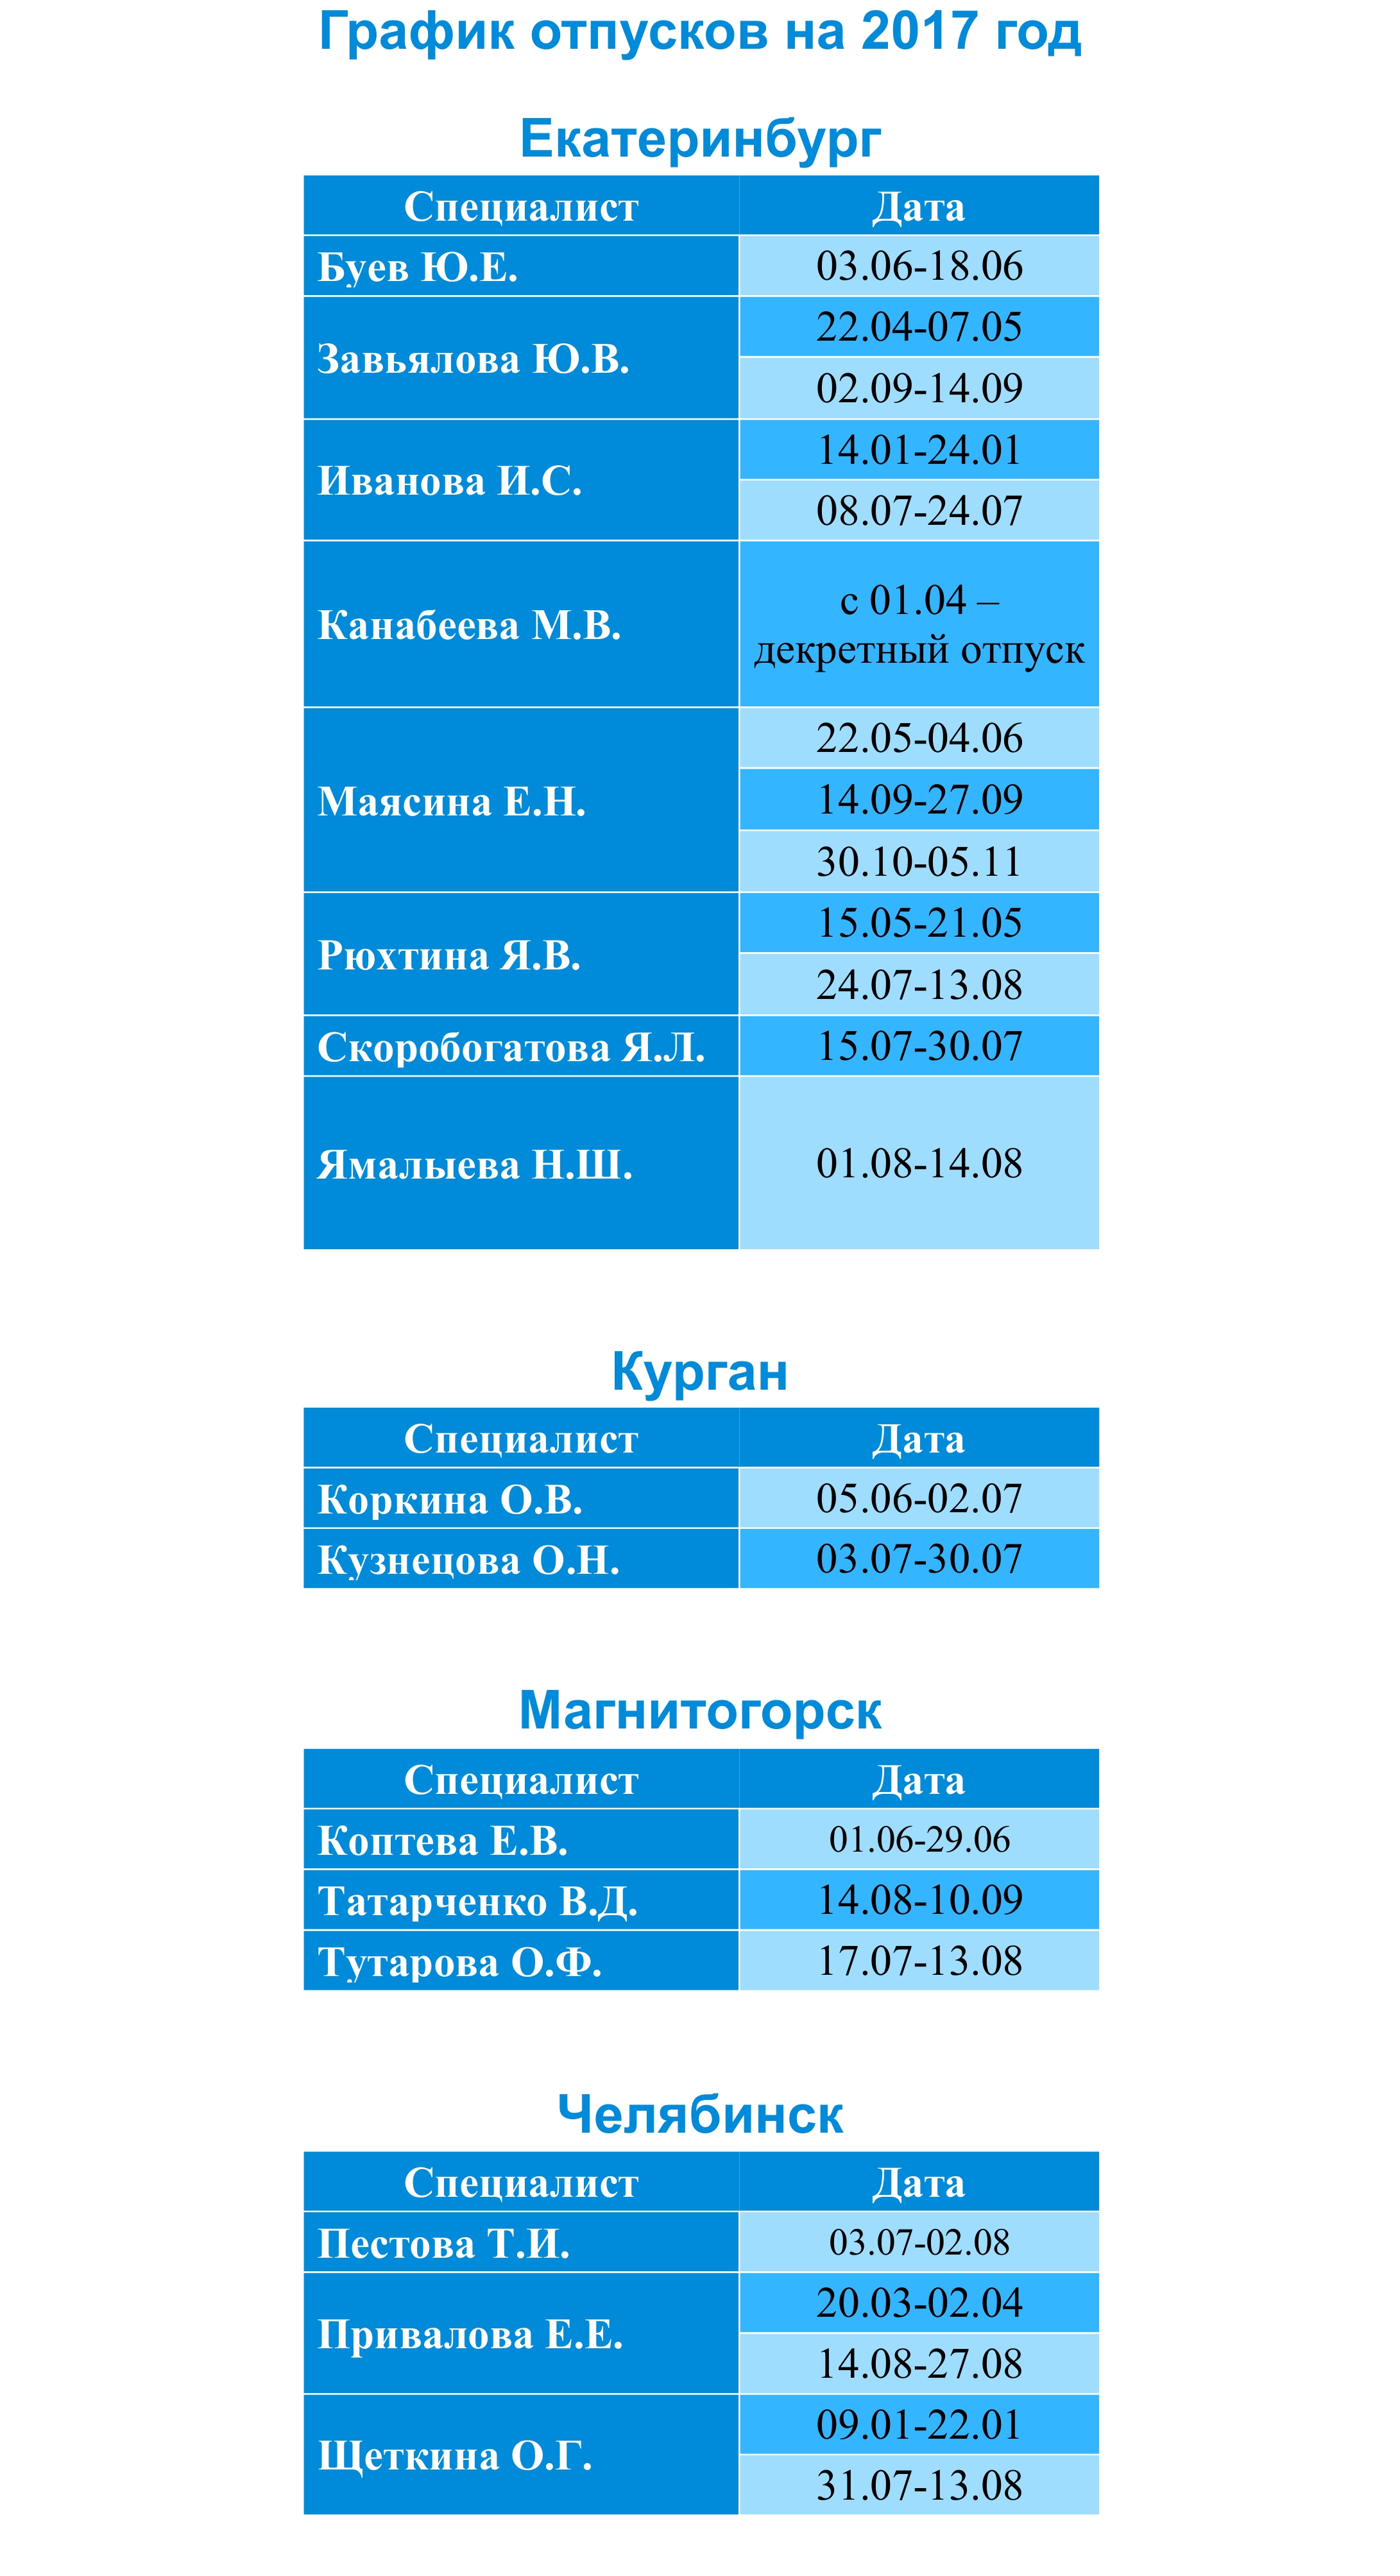 График отпусков на 2017 год
Екатеринбург
Специалист Дата
Буев Ю.Е. 03.06-18.06
Завьялова Ю.В. 22.04-07.05
02.09-14.09
Иванова И.С. 14.01-24.01
08.07-24.07
Канабеева М.В. с 01.04 –
декретный отпуск
Маясина Е.Н. 22.05-04.06
14.09-27.09
30.10-05.11
Рюхтина Я.В. 15.05-21.05
24.07-13.08
Скоробогатова Я.Л. 15.07-30.07
Ямалыева Н.Ш. 01.08-14.08
Курган
Специалист Дата
Коркина О.В. 05.06-02.07
Кузнецова О.Н. 03.07-30.07
Магнитогорск
Специалист Дата
Коптева Е.В. 01.06-29.06
Татарченко В.Д. 14.08-10.09
Тутарова О.Ф. 17.07-13.08
Челябинск
Специалист Дата
Пестова Т.И. 03.07-02.08
Привалова Е.Е. 20.03-02.04
14.08-27.08
Щеткина О.Г. 09.01-22.01
31.07-13.08